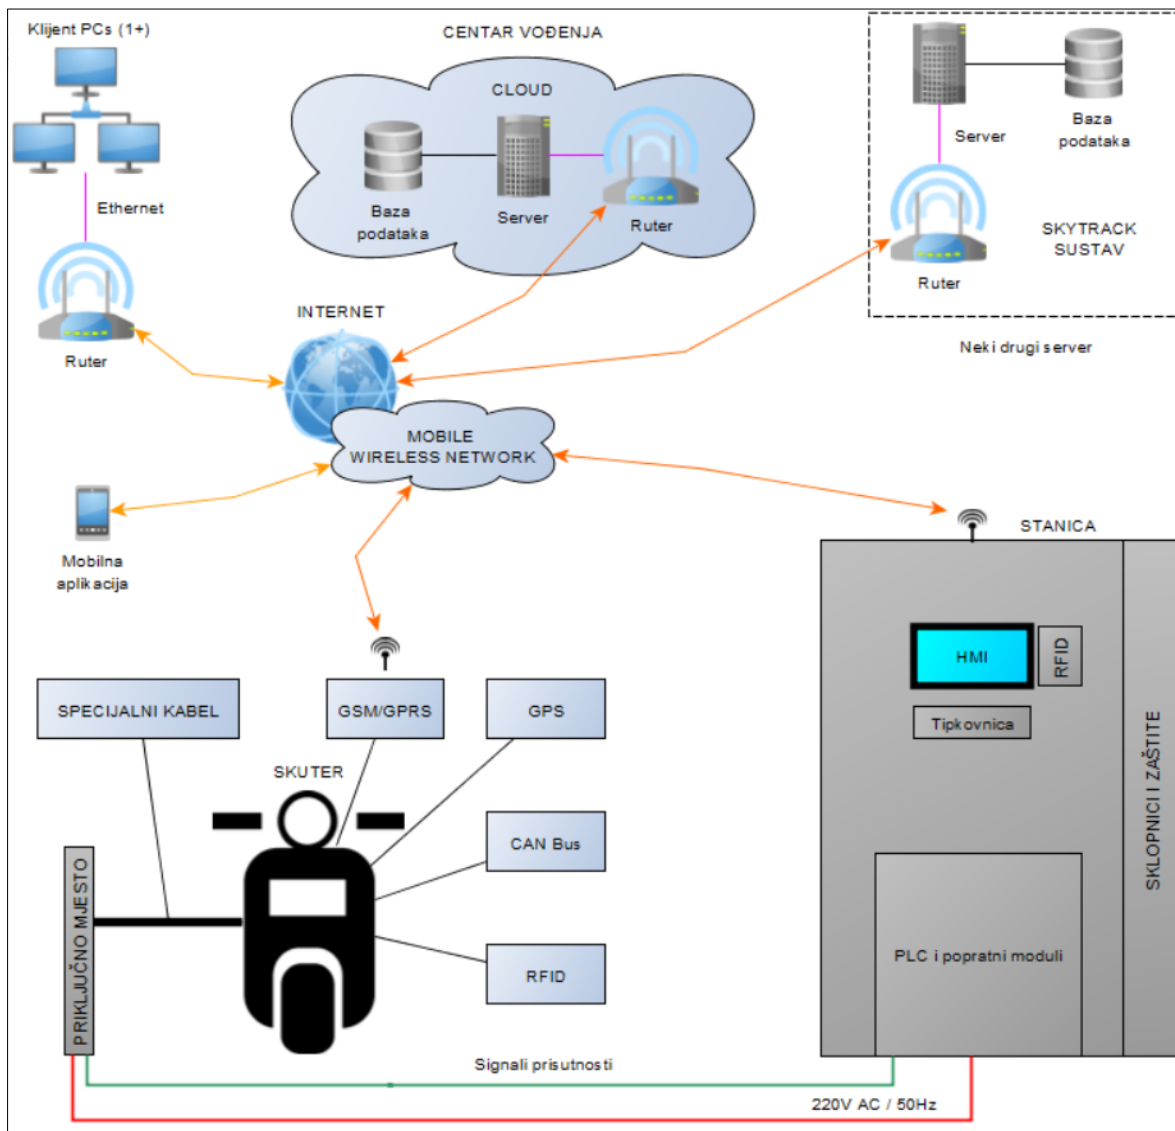 Klijent PCs (1+)
Ethernet
Ruter
CENTAR VOĐENJA
CLOUD
Baza
podataka
Server
Ruter
Server
Baza
podataka
Ruter
SKYTRACK
SUSTAV
Neki drugi server
INTERNET
MOBILE
WIRELESS NETWORK
Mobilna
aplikacija
STANICA
HMI
RFID
Tipkovnica
SKLOPNICI I ZAŠTITE
PLC i popratni moduli
SPECIJALNI KABEL
GSM/GPRS
GPS
SKUTER
CAN Bus
RFID
PRIKLJUČNO MJESTO
Signali prisutnosti
220V AC / 50Hz